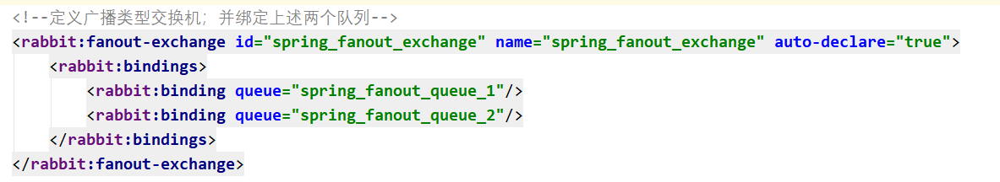 <!--定义广播类型交换机；并绑定上述两个队列-->
<rabbit:fanout-exchange id="spring_fanout_exchange" name="spring_fanout_exchange" auto-declare="true">
    <rabbit:bindings>
        <rabbit:binding queue="spring_fanout_queue_1"/>
        <rabbit:binding queue="spring_fanout_queue_2"/>
    </rabbit:bindings>
</rabbit:fanout-exchange>